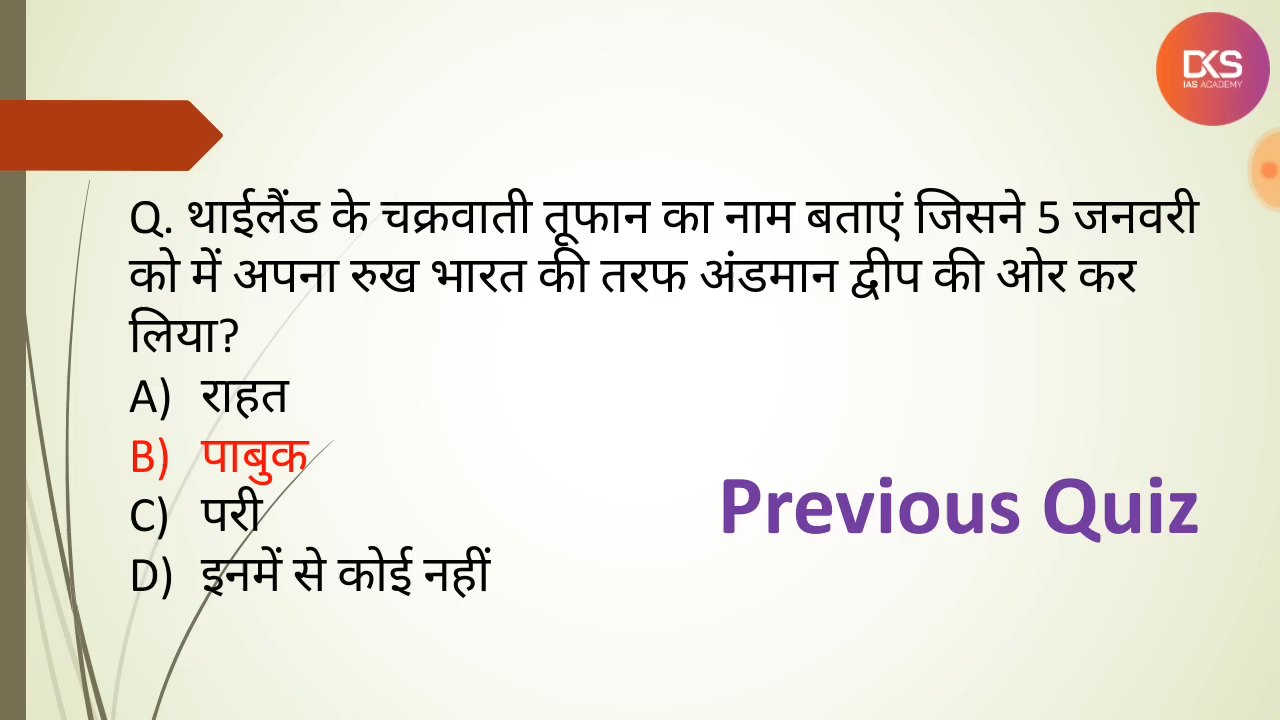 DKS
IAS ACADEMY
Q. थाईलैंड के चक्रवाती तूफान का नाम बताएं जिसने 5 जनवरी
को में अपना रुख भारत की तरफ अंडमान द्वीप की ओर कर
लिया?
A) राहत
B) पाबुक
C) परी
D) इनमें से कोई नहीं
Previous Quiz